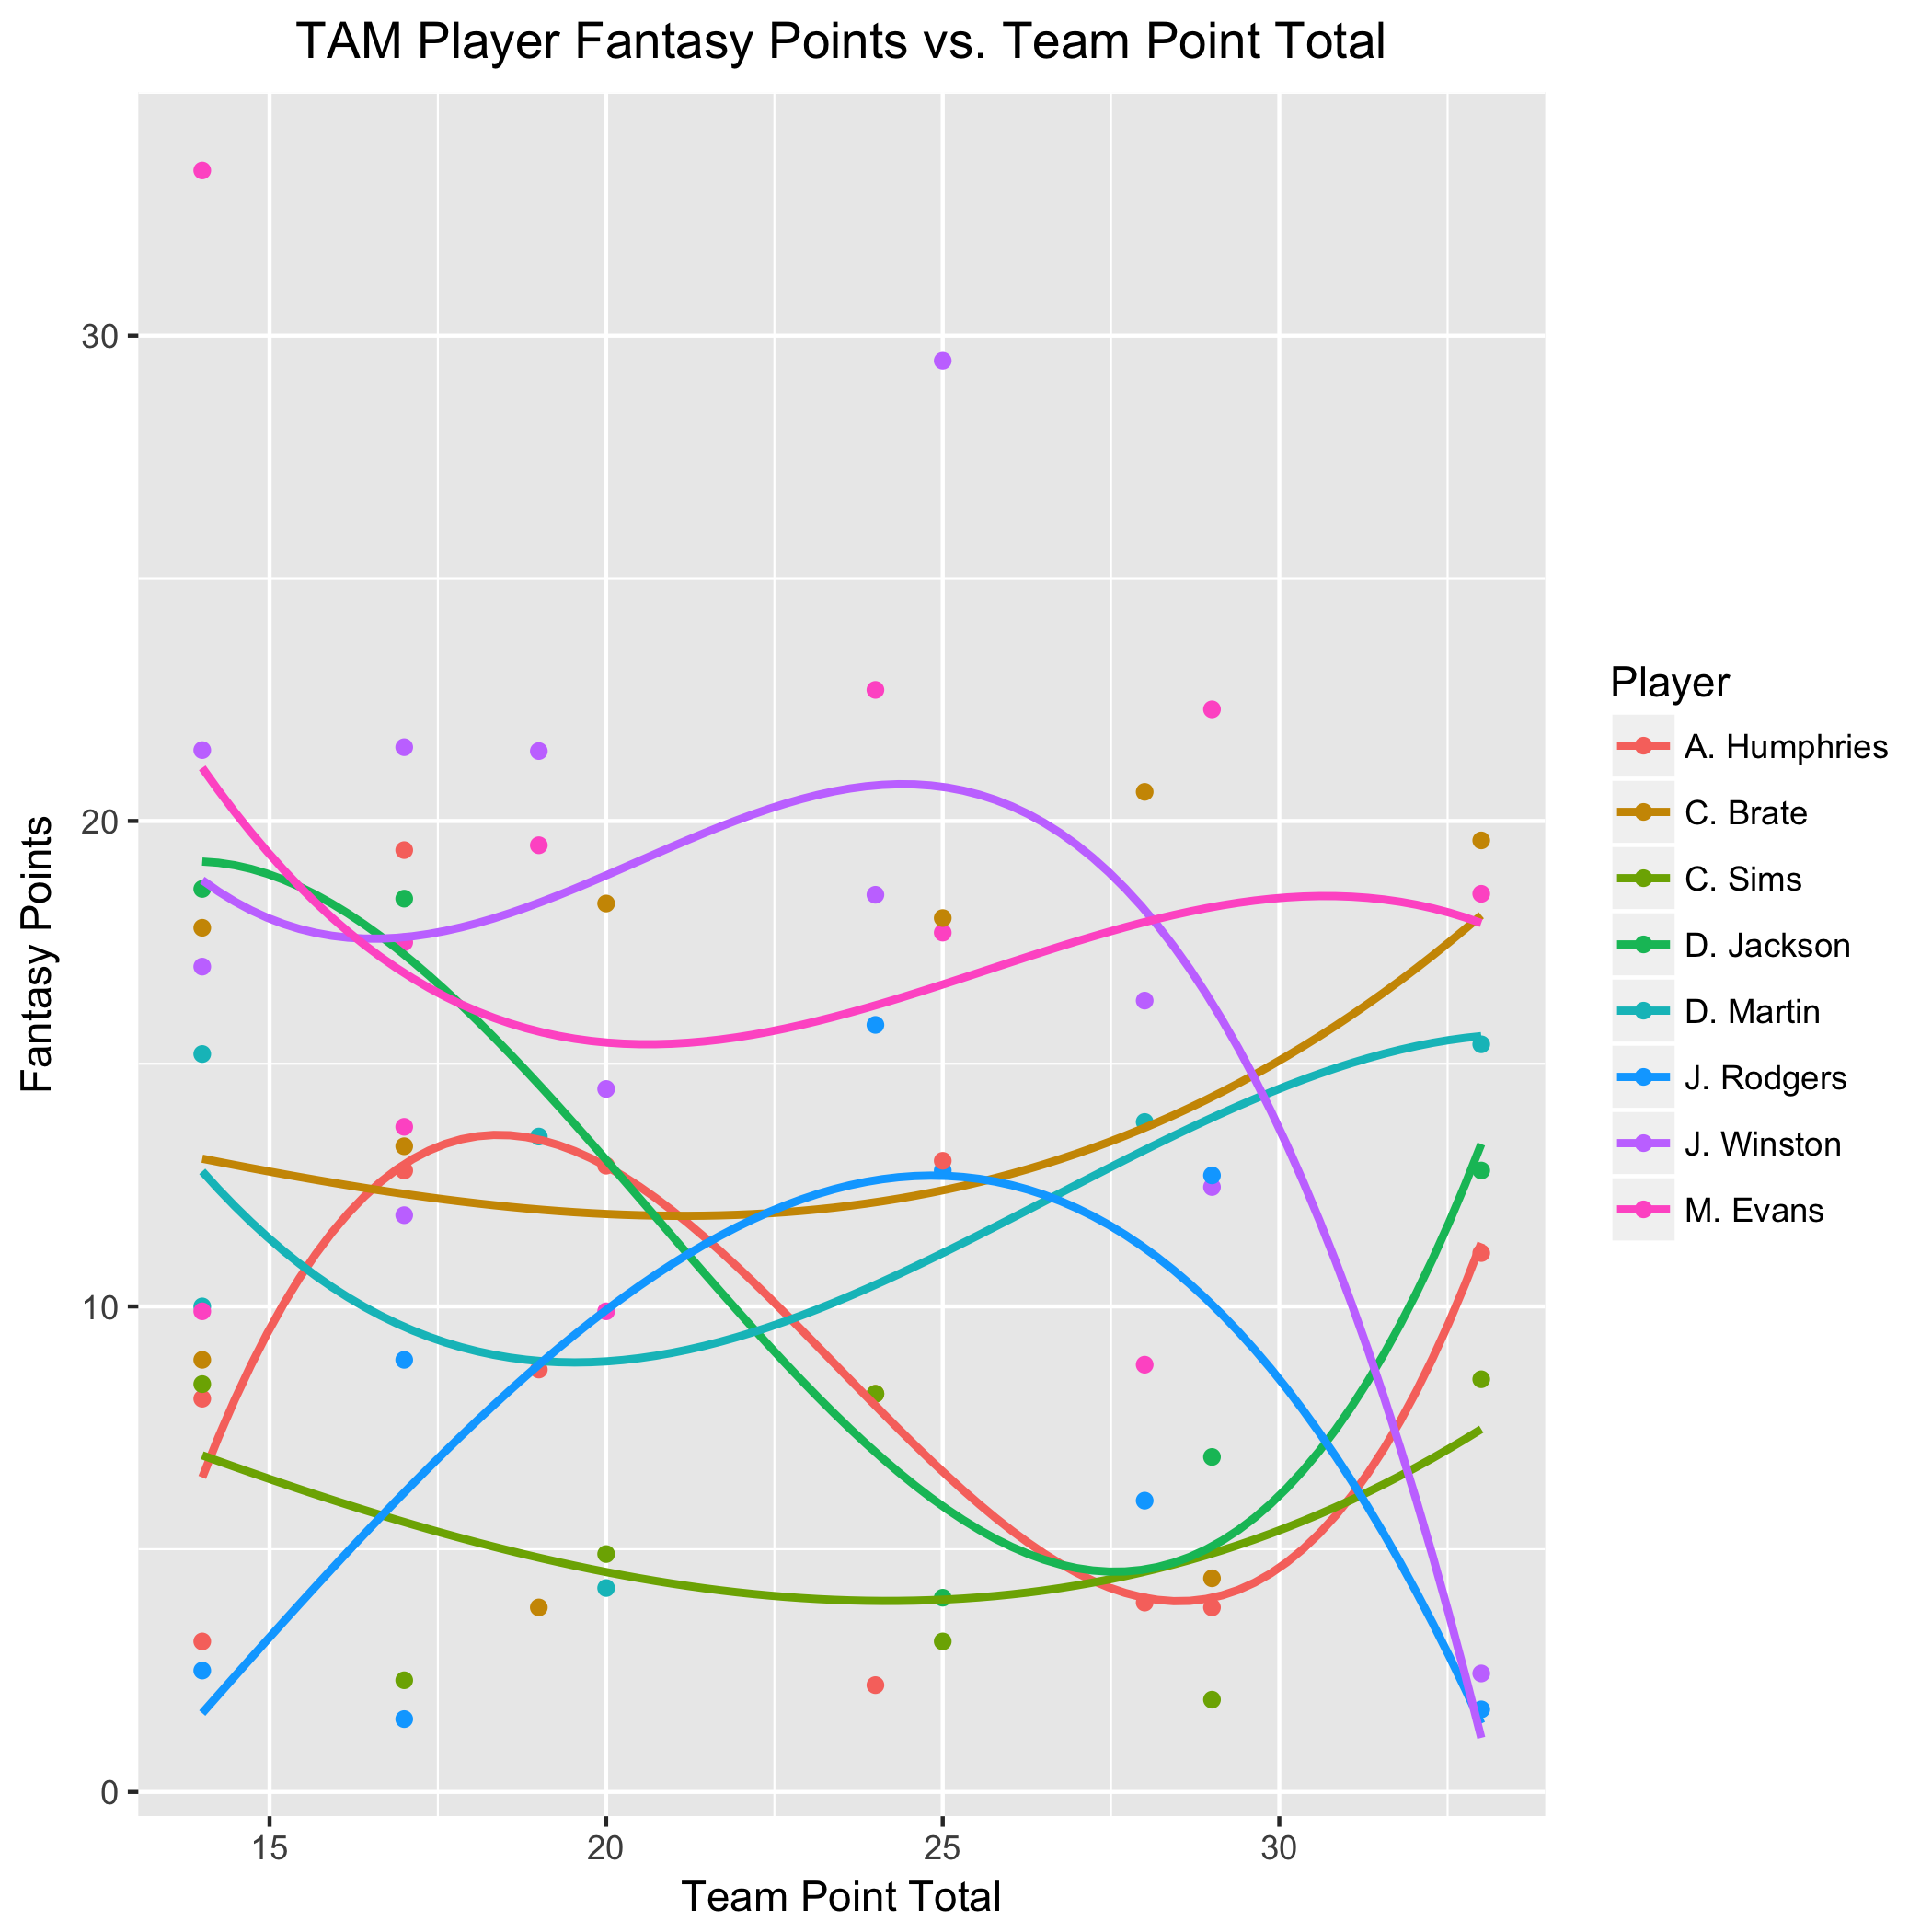 TAM Player Fantasy Points vs. Team Point Total
30
20
10
0
Fantasy Points
15
20
25
30
Team Point Total
Player
A. Humphries
C. Brate
C. Sims
D. Jackson
D. Martin
J. Rodgers
J. Winston
M. Evans